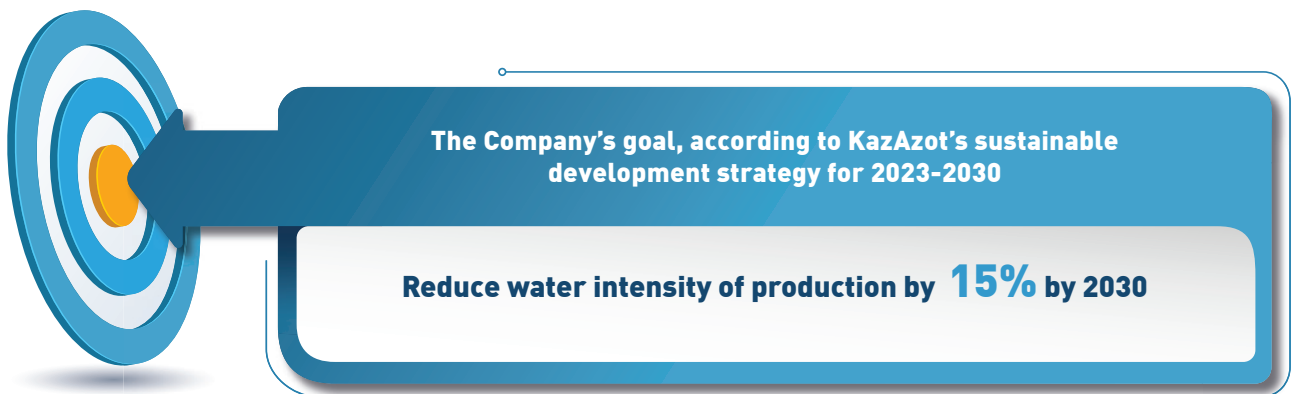 The Company’s goal, according to KazAzot’s sustainable
development strategy for 2023-2030
Reduce water intensity of production by 15% by 2030